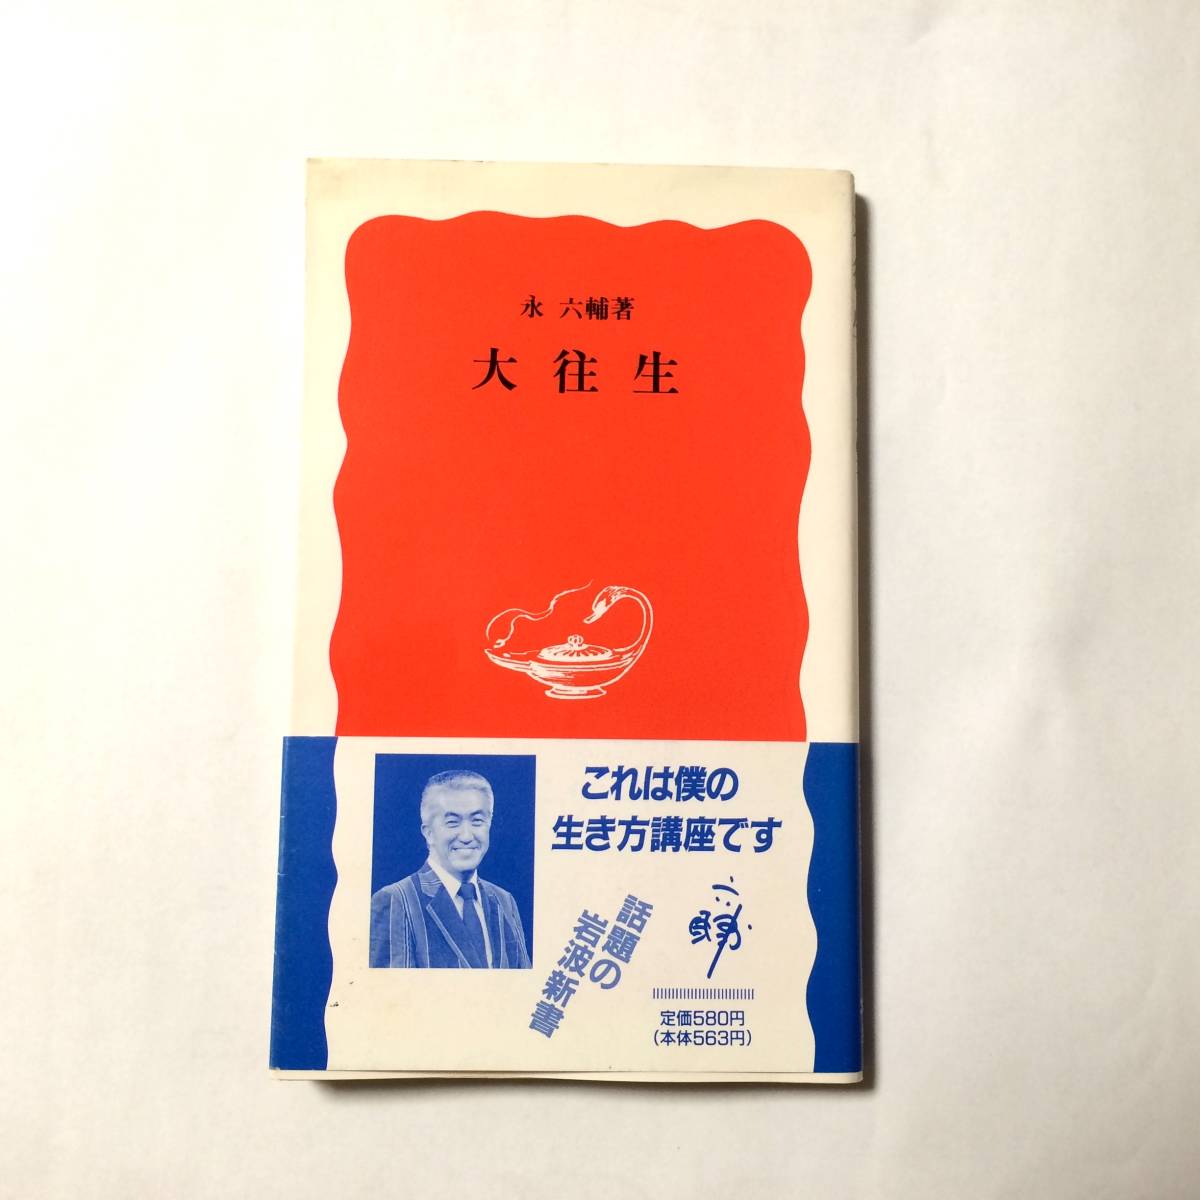 永 六輔著
大往生
これは僕の
生き方講座です
話題の
岩波新書
六輔
定価580円
(本体563円)